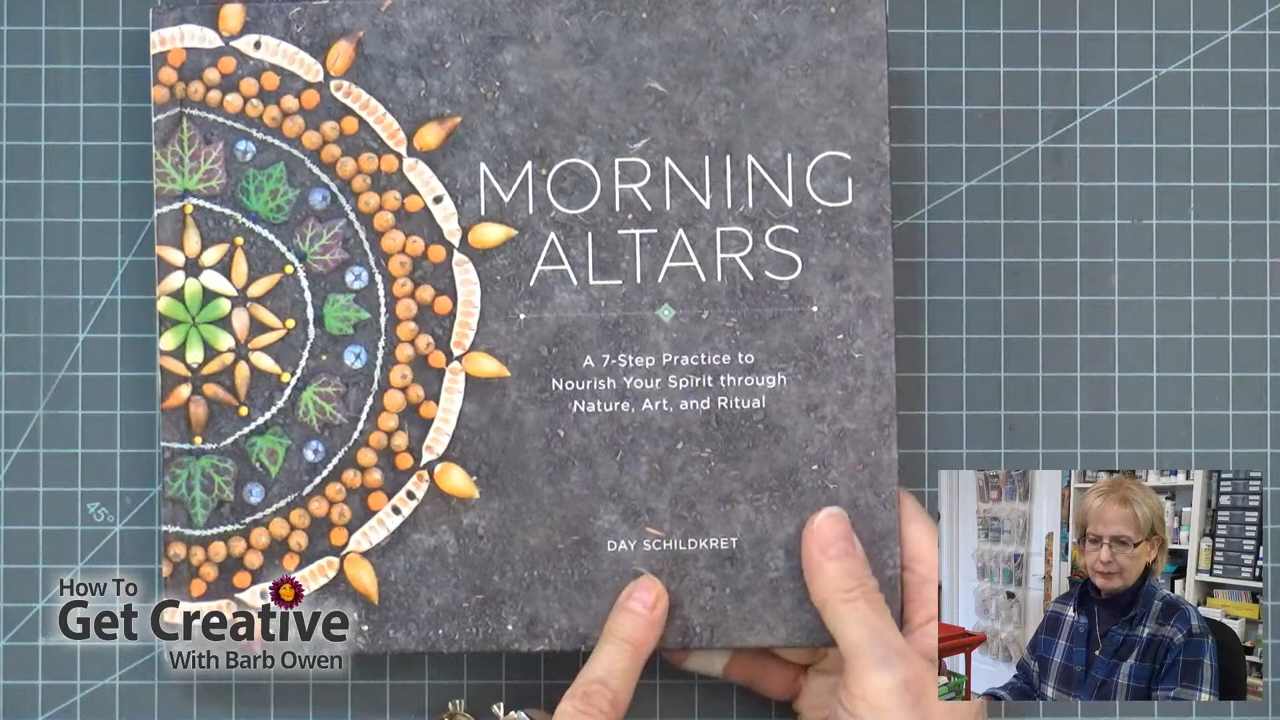 MORNING
ALTARS
A 7-Step Practice to
Nourish Your Spirit through
Nature, Art, and Ritual
DAY SCHILDKRET
45°
How To
Get Creative
With Barb Owen